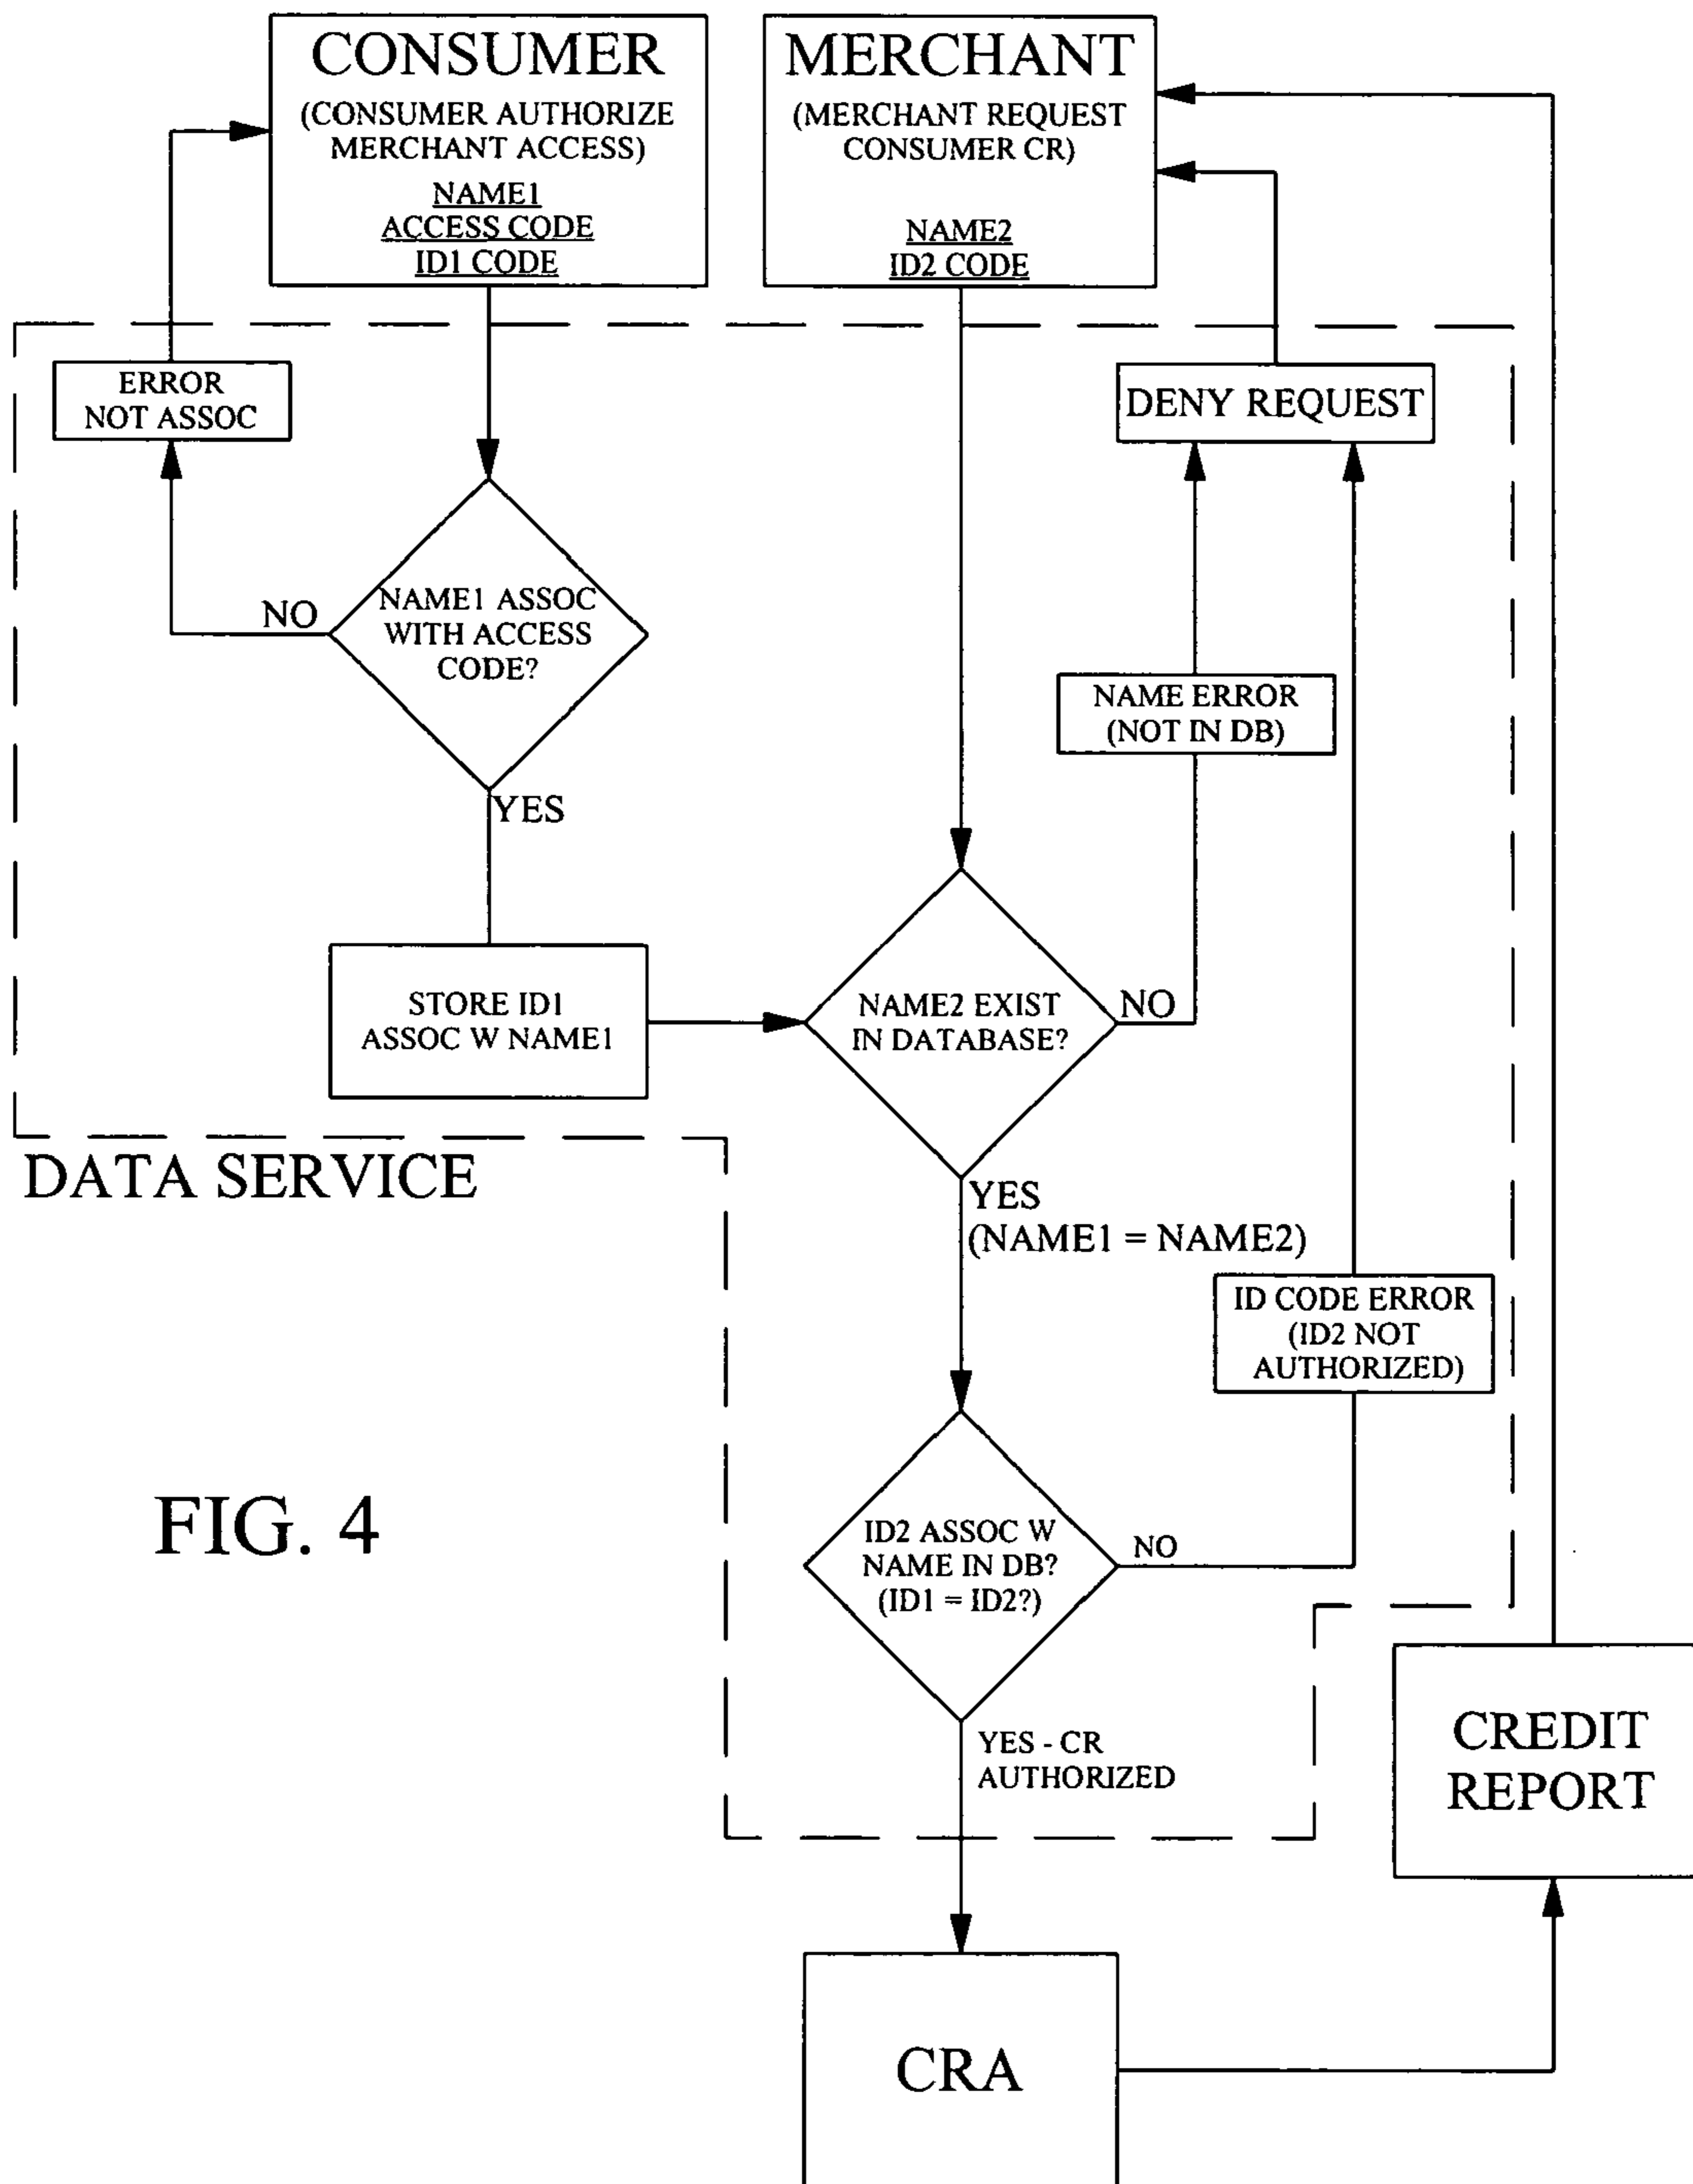 CONSUMER
(CONSUMER AUTHORIZE
MERCHANT ACCESS)
NAME1
ACCESS CODE
ID1 CODE
MERCHANT
(MERCHANT REQUEST
CONSUMER CR)
NAME2
ID2 CODE
ERROR
NOT ASSOC
DENY REQUEST
NO
NAME1 ASSOC
WITH ACCESS
CODE?
YES
NAME ERROR
(NOT IN DB)
STORE ID1
ASSOC W NAME1
NAME2 EXIST
IN DATABASE?
NO
DATA SERVICE
YES
(NAME1 = NAME2)
ID CODE ERROR
(ID2 NOT
AUTHORIZED)
FIG. 4
ID2 ASSOC W
NAME IN DB?
(ID1 = ID2?)
NO
YES - CR
AUTHORIZED
CREDIT
REPORT
CRA